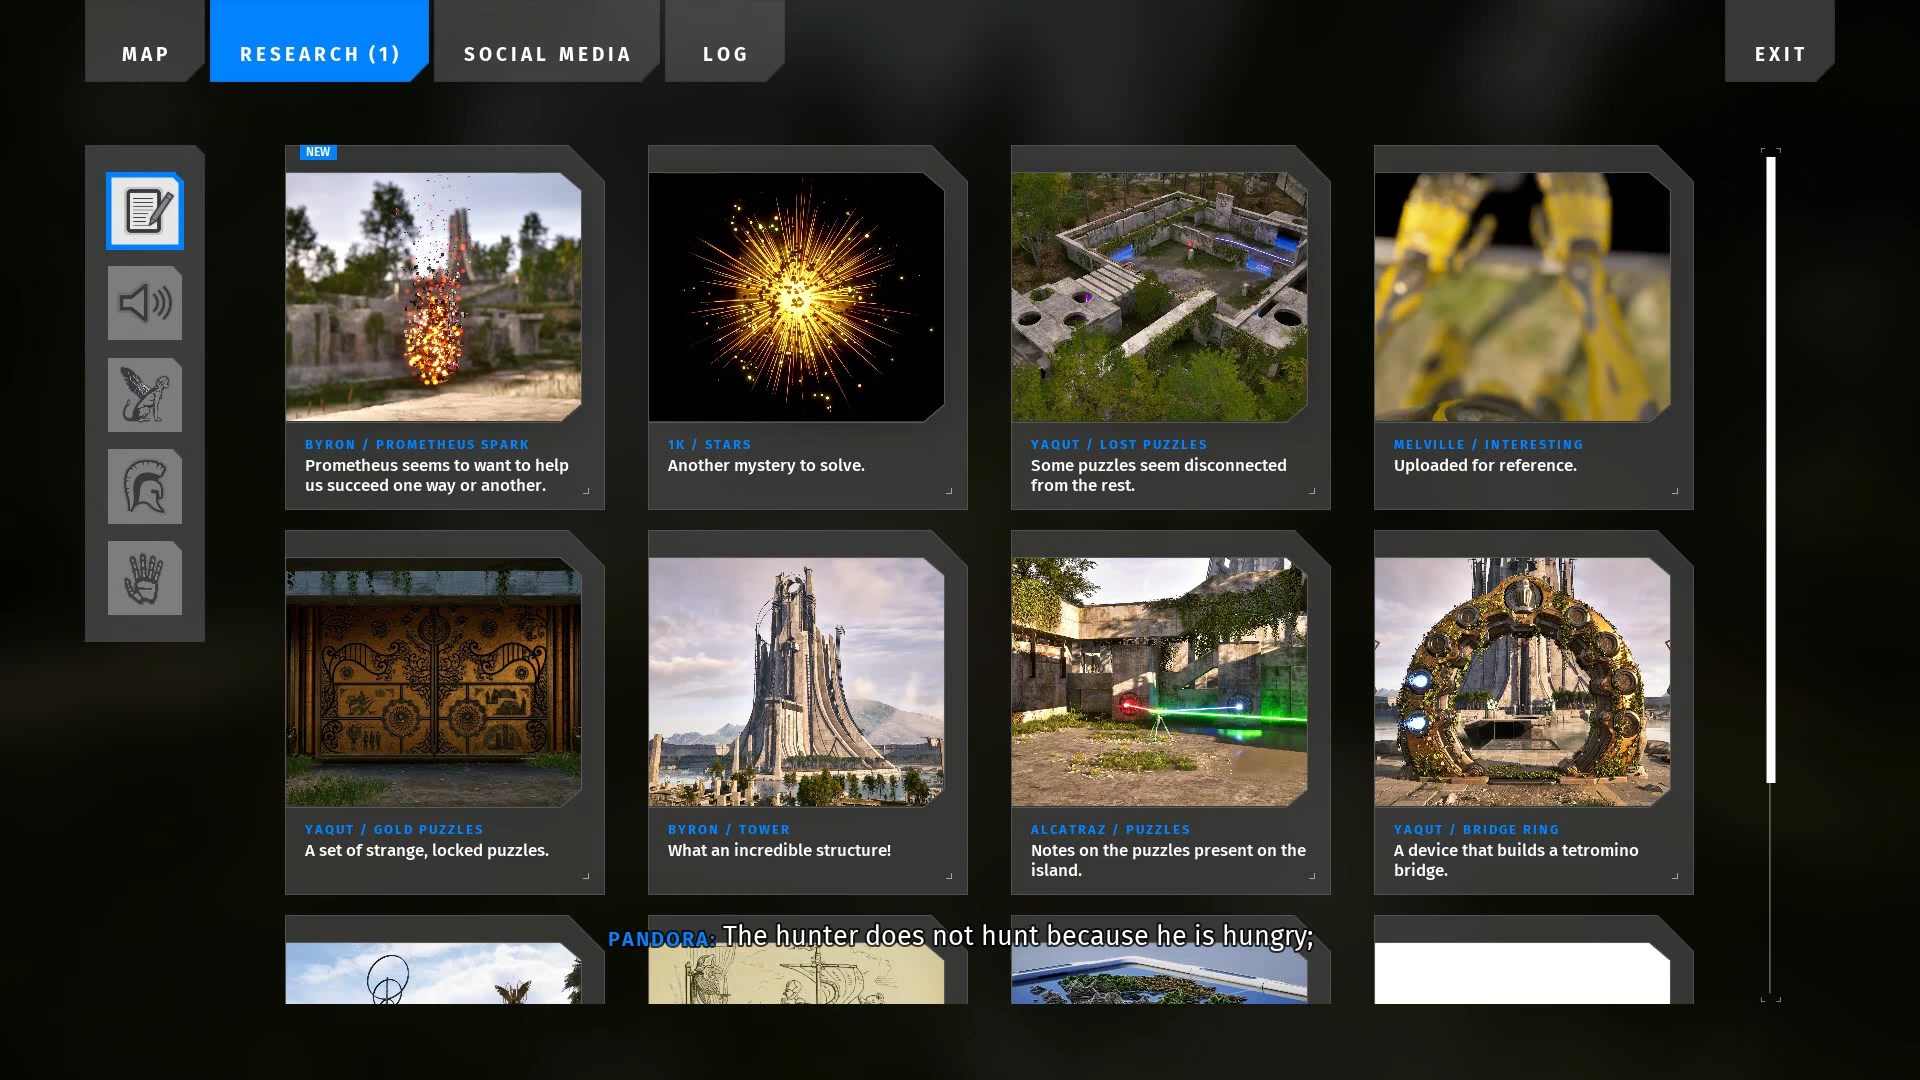 MAP
RESEARCH (1)
SOCIAL MEDIA
LOG
EXIT
NEW
BYRON / PROMETHEUS SPARK
Prometheus seems to want to help
us succeed one way or another.
1K / STARS
Another mystery to solve.
YAQUT / LOST PUZZLES
Some puzzles seem disconnected
from the rest.
MELVILLE / INTERESTING
Uploaded for reference.
YAQUT / GOLD PUZZLES
A set of strange, locked puzzles.
BYRON / TOWER
What an incredible structure!
ALCATRAZ / PUZZLES
Notes on the puzzles present on the
island.
YAQUT / BRIDGE RING
A device that builds a tetromino
bridge.
PANDORA: The hunter does not hunt because he is hungry;